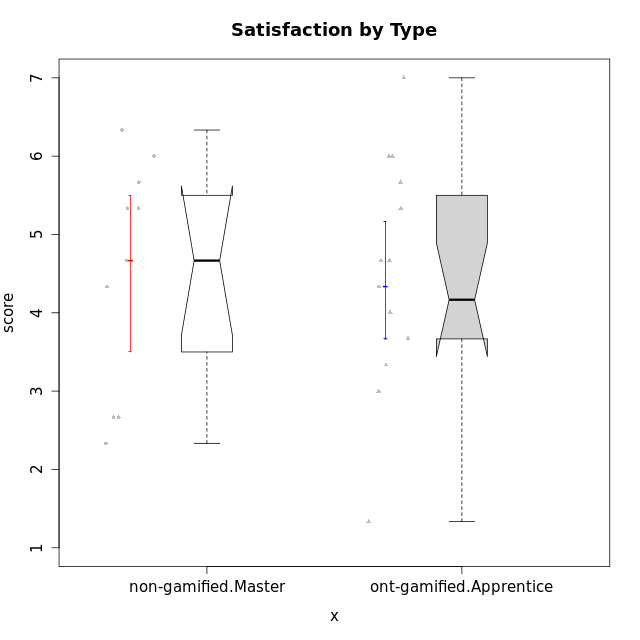 Satisfaction by Type
7
6
5
4
3
2
1
score
non-gamified.Master
ont-gamified.Apprentice
x